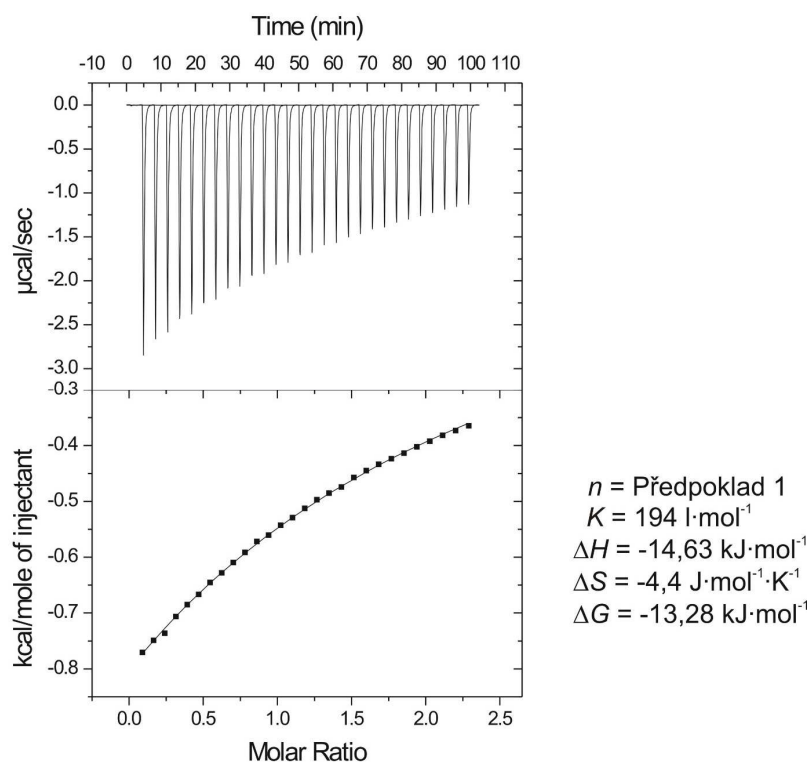 Time (min)
-10 0 10 20 30 40 50 60 70 80 90 100 110
0.0
-0.5
-1.0
-1.5
-2.0
-2.5
-3.0
µcal/sec
-0.3
-0.4
-0.5
-0.6
-0.7
-0.8
kcal/mole of injectant
0.0 0.5 1.0 1.5 2.0 2.5
Molar Ratio
n = Předpoklad 1
K = 194 l·mol⁻¹
ΔH = -14,63 kJ·mol⁻¹
ΔS = -4,4 J·mol⁻¹·K⁻¹
ΔG = -13,28 kJ·mol⁻¹